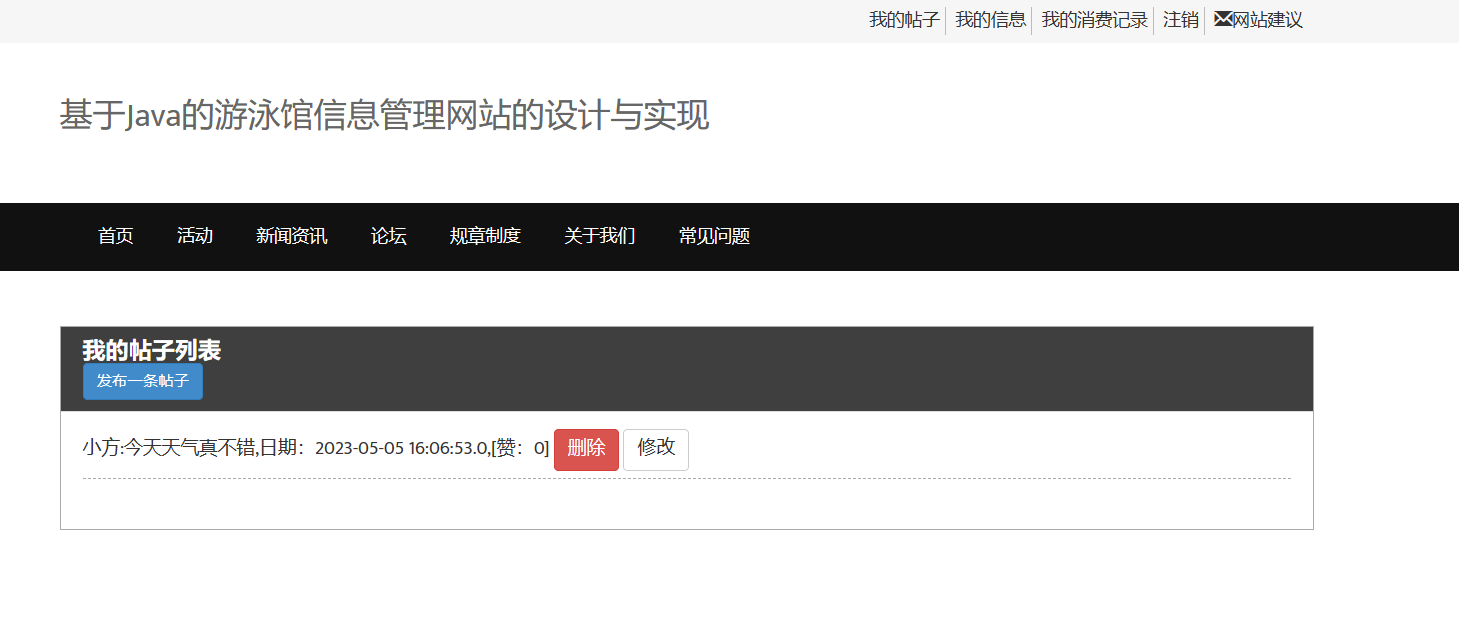 我的帖子 我的信息 我的消费记录 注销 网站建议
基于Java的游泳馆信息管理网站的设计与实现
首页 活动 新闻资讯 论坛 规章制度 关于我们 常见问题
我的帖子列表
发布一条帖子
小方:今天天气真不错,日期：2023-05-05 16:06:53.0,[赞：0] 删除 修改